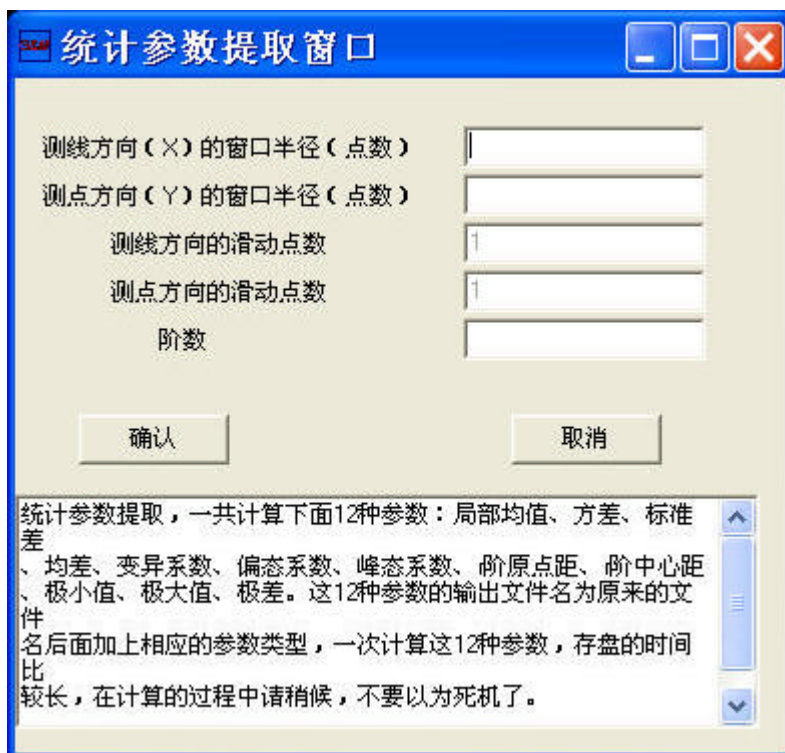 统计参数提取窗口
测线方向(X)的窗口半径(点数)
测点方向(Y)的窗口半径(点数)
测线方向的滑动点数 1
测点方向的滑动点数 1
阶数
确认 取消
统计参数提取,一共计算下面12种参数:局部均值、方差、标准
差
、均差、变异系数、偏态系数、峰态系数、i阶原点距、i阶中心距
、极小值、极大值、极差。这12种参数的输出文件名为原来的文
件
名后面加上相应的参数类型,一次计算这12种参数,存盘的时间
比
较长,在计算的过程中请稍候,不要以为死机了。